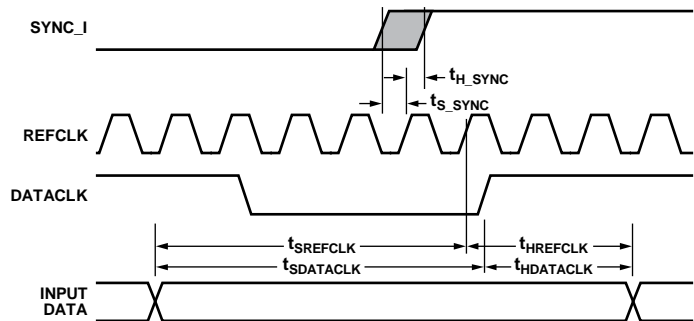 SYNC_I
tH_SYNC
tS_SYNC
REFCLK
DATACLK
tSREFCLK tHREFCLK
tSDATACLK tHDATACLK
INPUT
DATA